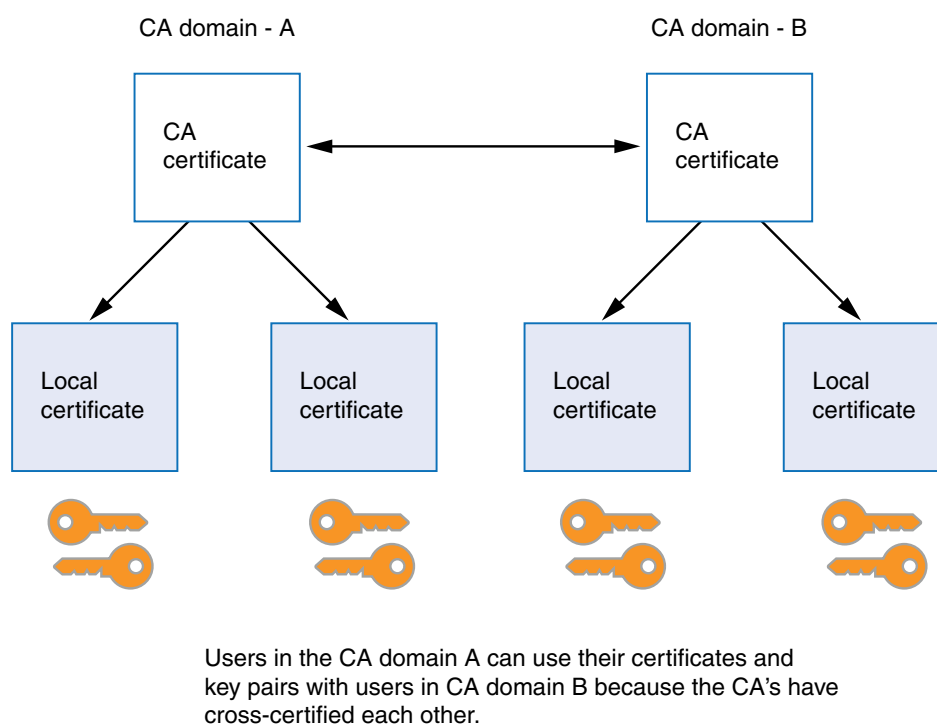 CA domain - A
CA domain - B
CA
certificate
CA
certificate
Local
certificate
Local
certificate
Local
certificate
Local
certificate
Users in the CA domain A can use their certificates and
key pairs with users in CA domain B because the CA's have
cross-certified each other.